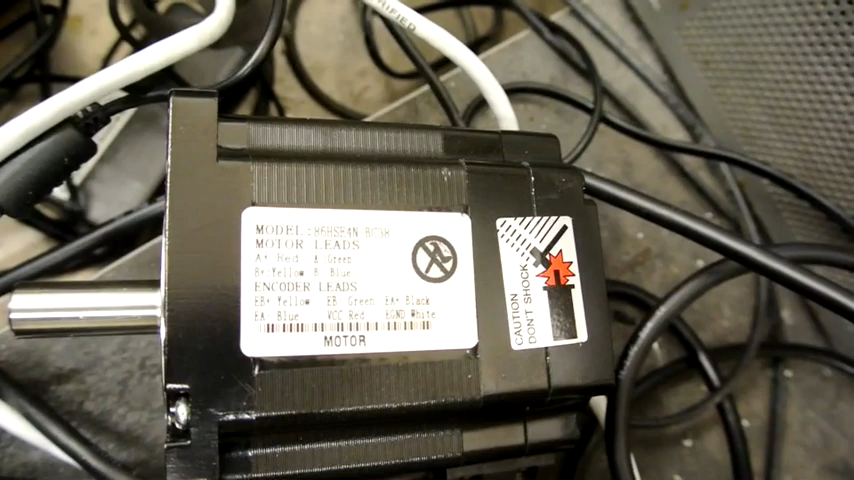 RIFIED
MODEL:86HSE4N BC38
MOTOR LEADS
A+ Red A Green
B+ Yellow B Blue
ENCODER LEADS
EB+ Yellow EB Green EA+ Black
EA- Blue VCC Red EGND White
MOTOR
CAUTION
DON'T SHOCK